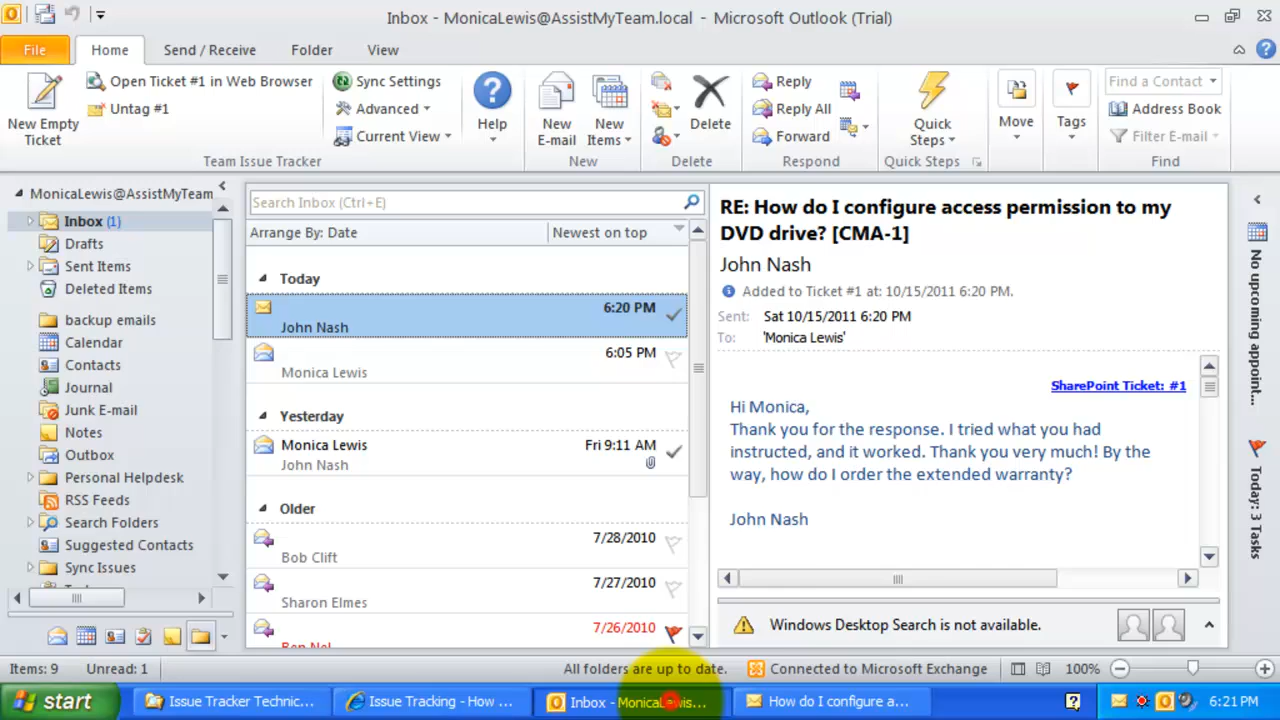 Inbox - MonicaLewis@AssistMyTeam.local - Microsoft Outlook (Trial)
File Home Send / Receive Folder View
New Empty Ticket
Open Ticket #1 in Web Browser
Untag #1
Sync Settings
Advanced
Current View
Team Issue Tracker
Help
New E-mail
New Items
New
Delete
Delete
Reply
Reply All
Forward
Respond
Quick Steps
Quick Steps
Move
Tags
Find a Contact
Address Book
Filter E-mail
Find
MonicaLewis@AssistMyTeam
Inbox (1)
Drafts
Sent Items
Deleted Items
backup emails
Calendar
Contacts
Journal
Junk E-mail
Notes
Outbox
Personal Helpdesk
RSS Feeds
Search Folders
Suggested Contacts
Sync Issues
Search Inbox (Ctrl+E)
Arrange By: Date Newest on top
Today
6:20 PM
John Nash
6:05 PM
Monica Lewis
Yesterday
Monica Lewis Fri 9:11 AM
John Nash
Older
7/28/2010
Bob Clift
7/27/2010
Sharon Elmes
7/26/2010
RE: How do I configure access permission to my
DVD drive? [CMA-1]
John Nash
Added to Ticket #1 at: 10/15/2011 6:20 PM.
Sent: Sat 10/15/2011 6:20 PM
To: 'Monica Lewis'
SharePoint Ticket: #1
Hi Monica,
Thank you for the response. I tried what you had
instructed, and it worked. Thank you very much! By the
way, how do I order the extended warranty?
John Nash
Windows Desktop Search is not available.
No upcoming appoint...
Today: 3 Tasks
Items: 9 Unread: 1 All folders are up to date. Connected to Microsoft Exchange 100%
start Issue Tracker Technic... Issue Tracking - How ... Inbox - MonicaLewis... How do I configure a... 6:21 PM